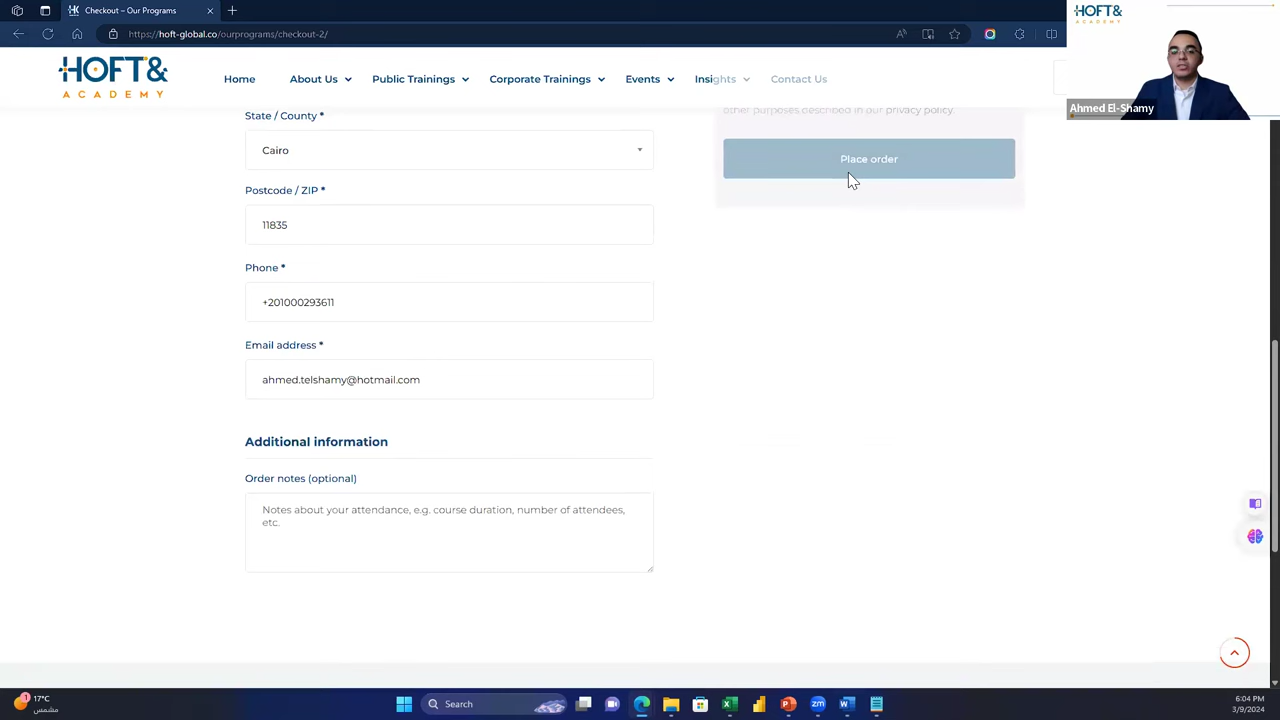 Checkout – Our Programs
https://hoft-global.co/ourprograms/checkout-2/
HOFT&
ACADEMY
Home
About Us
Public Trainings
Corporate Trainings
Events
Insights
Contact Us
HOFT&
ACADEMY
Ahmed El-Shamy
State / County *
Cairo
Postcode / ZIP *
11835
Phone *
+201000293611
Email address *
ahmed.telshamy@hotmail.com
Additional information
Order notes (optional)
Notes about your attendance, e.g. course duration, number of attendees,
etc.
other purposes described in our privacy policy.
Place order
1
17°C
مشمس
Search
zm
6:04 PM
3/9/2024